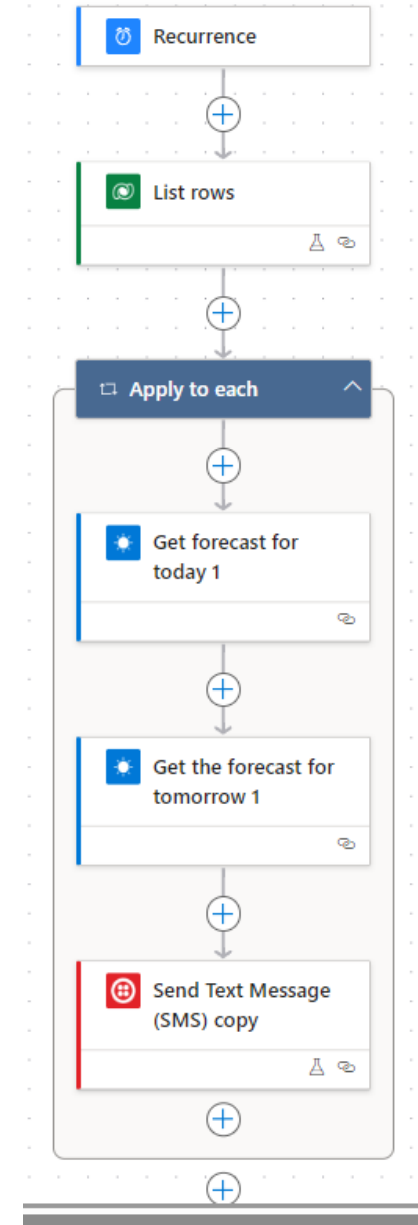 Recurrence
List rows
Apply to each
Get forecast for
today 1
Get the forecast for
tomorrow 1
Send Text Message
(SMS) copy